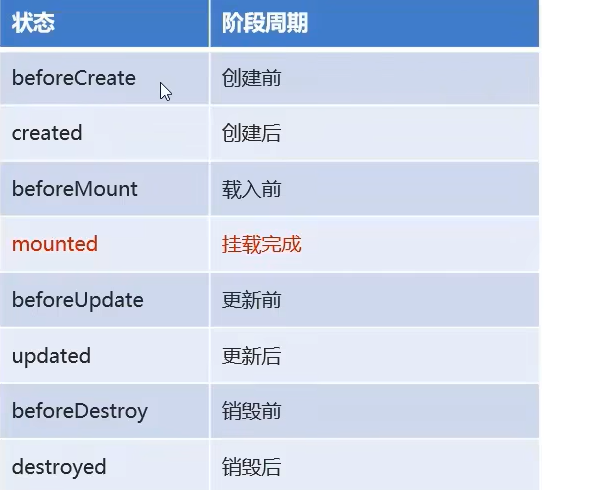 状态 阶段周期
beforeCreate 创建前
created 创建后
beforeMount 载入前
mounted 挂载完成
beforeUpdate 更新前
updated 更新后
beforeDestroy 销毁前
destroyed 销毁后